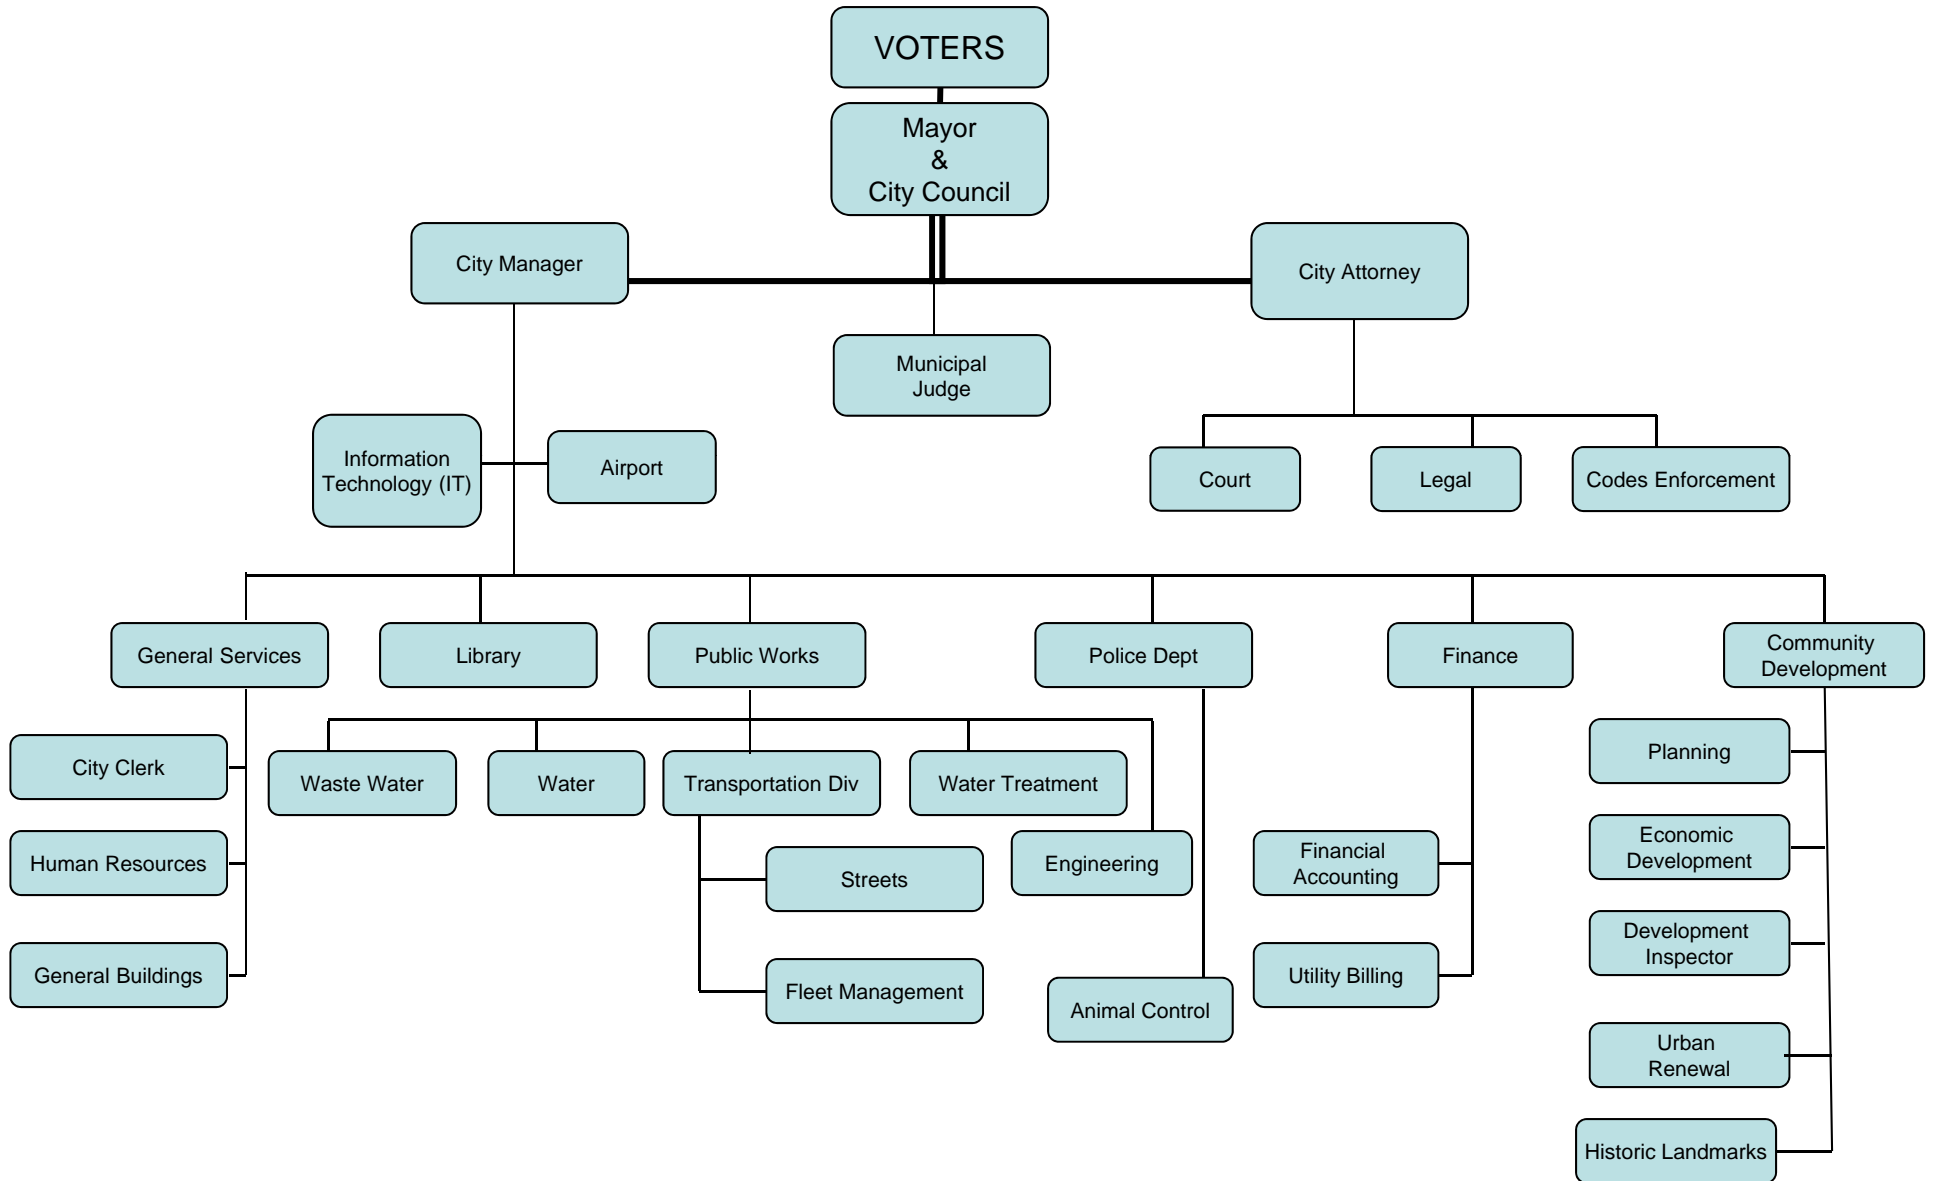 VOTERS
Mayor
&
City Council
City Manager
City Attorney
Municipal
Judge
Information
Technology (IT)
Airport
Court
Legal
Codes Enforcement
General Services
Library
Public Works
Police Dept
Finance
Community
Development
City Clerk
Human Resources
General Buildings
Waste Water
Water
Transportation Div
Water Treatment
Engineering
Streets
Fleet Management
Animal Control
Financial
Accounting
Utility Billing
Planning
Economic
Development
Development
Inspector
Urban
Renewal
Historic Landmarks